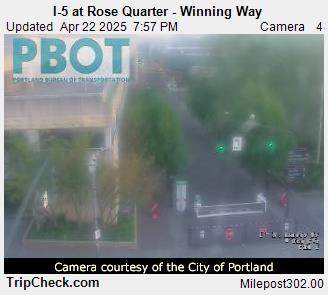 I-5 at Rose Quarter - Winning Way
Updated Apr 22 2025 7:57 PM Camera 4
PBOT
PORTLAND BUREAU OF TRANSPORTATION
Camera courtesy of the City of Portland
TripCheck.com Milepost302.00